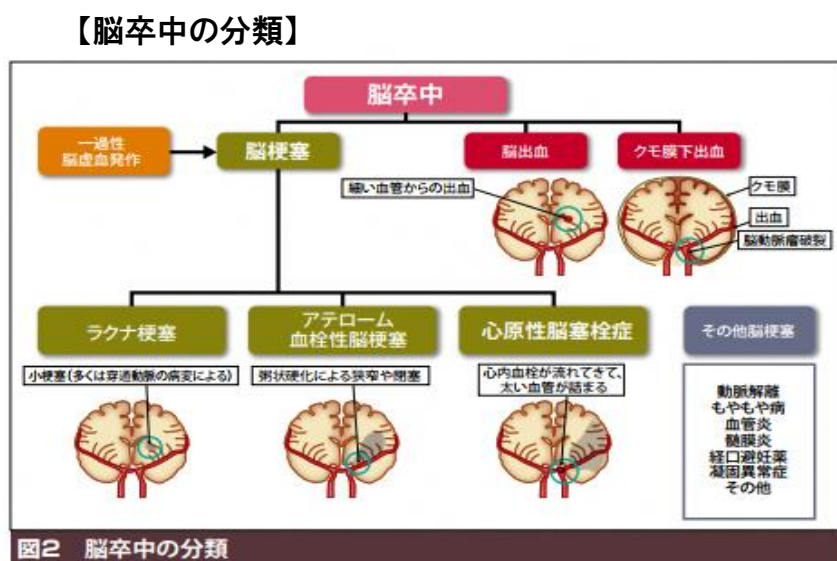 【脳卒中の分類】
脳卒中
一過性
脳虚血発作
脳梗塞
脳出血
クモ膜下出血
細い血管からの出血
クモ膜
出血
脳動脈瘤破裂
ラクナ梗塞
アテローム
血栓性脳梗塞
心原性脳塞栓症
その他脳梗塞
小梗塞(多くは穿通動脈の病変による)
粥状硬化による狭窄や閉塞
心内血栓が流れてきて、
太い血管が詰まる
動脈解離
もやもや病
血管炎
髄膜炎
経口避妊薬
凝固異常症
その他
図2 脳卒中の分類